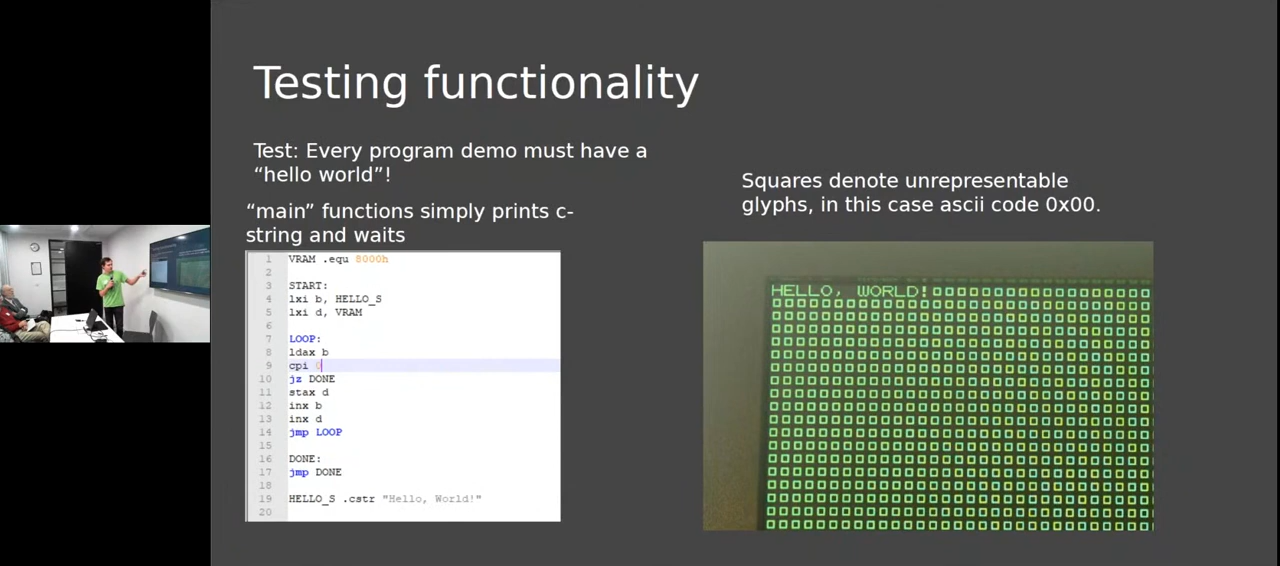 Testing functionality
Test: Every program demo must have a
“hello world”!
“main” functions simply prints c-
string and waits
1 VRAM .equ 8000h
2
3 START:
4 lxi b, HELLO_S
5 lxi d, VRAM
6
7 LOOP:
8 ldax b
9 cpi 0
10 jz DONE
11 stax d
12 inx b
13 inx d
14 jmp LOOP
15
16 DONE:
17 jmp DONE
18
19 HELLO_S .cstr "Hello, World!"
20
Squares denote unrepresentable
glyphs, in this case ascii code 0x00.
HELLO, WORLD!